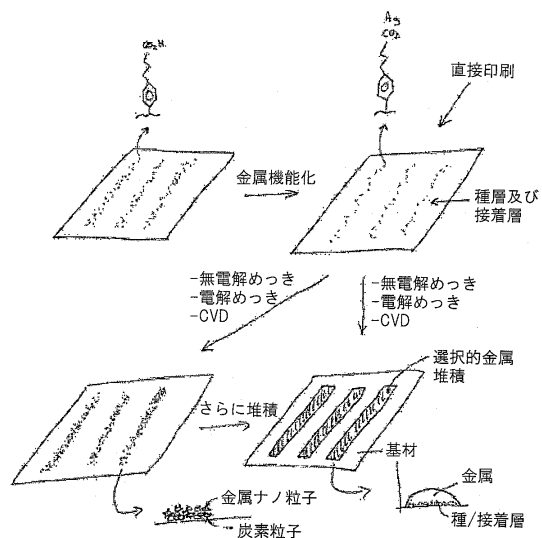 CO₂H
Ag
CO₂
直接印刷
金属機能化
種層及び
接着層
-無電解めっき
-電解めっき
-CVD
-無電解めっき
-電解めっき
-CVD
選択的金属
堆積
さらに堆積
基材
金属
種/接着層
金属ナノ粒子
炭素粒子